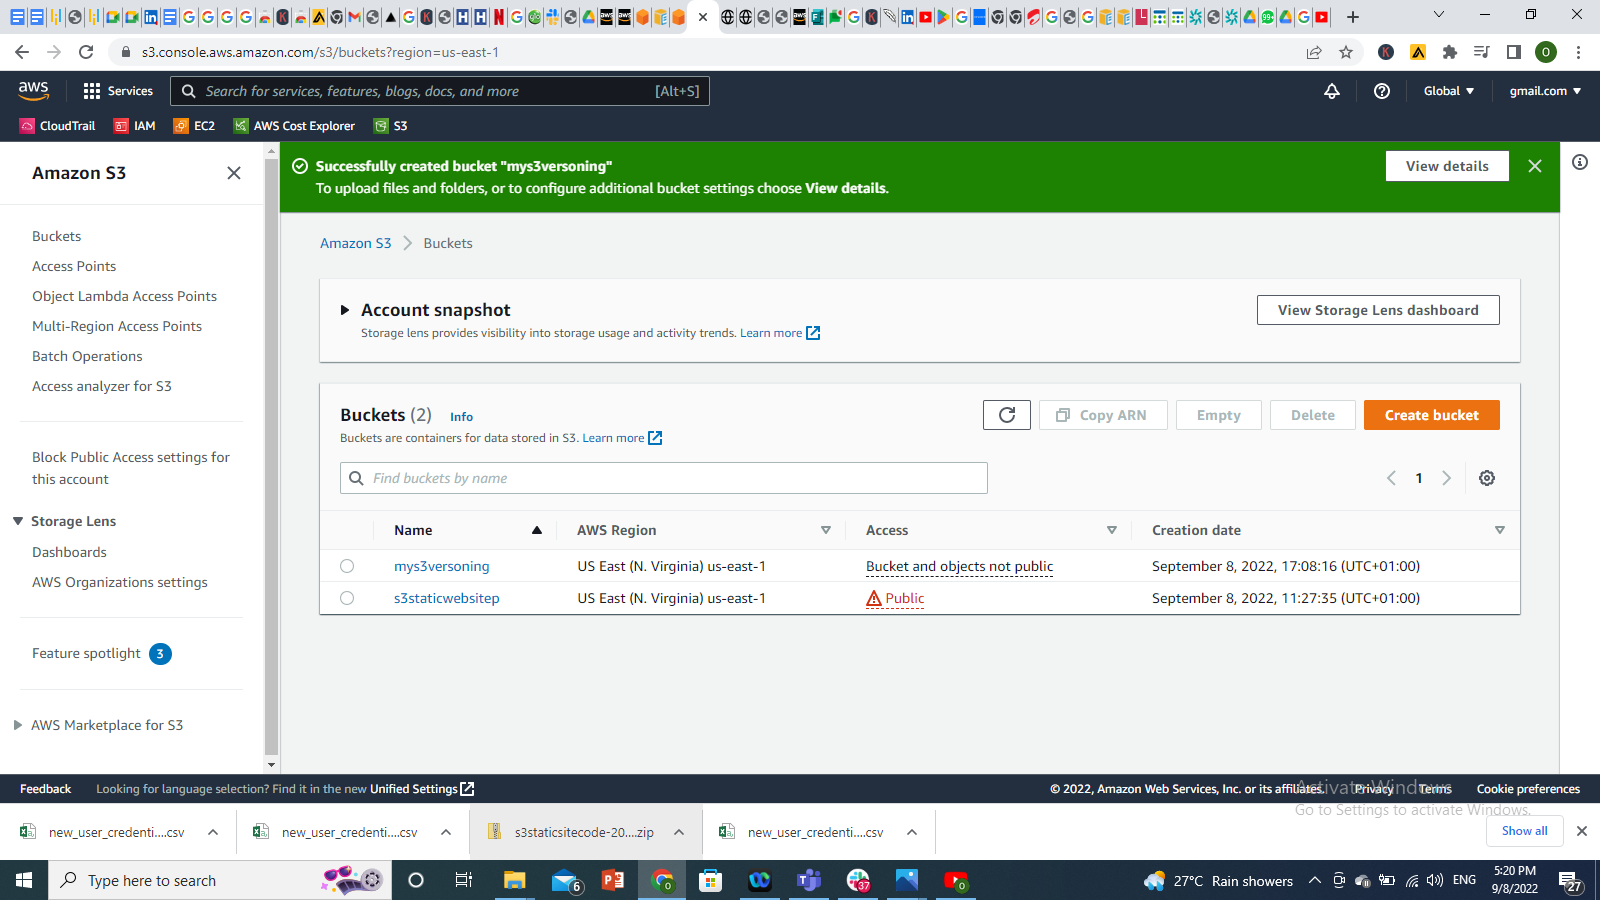 s3.console.aws.amazon.com/s3/buckets?region=us-east-1
K
O
aws
Services
Search for services, features, blogs, docs, and more
[Alt+S]
Global
gmail.com
CloudTrail
IAM
EC2
AWS Cost Explorer
S3
Amazon S3
Buckets
Access Points
Object Lambda Access Points
Multi-Region Access Points
Batch Operations
Access analyzer for S3
Block Public Access settings for
this account
Storage Lens
Dashboards
AWS Organizations settings
Feature spotlight 3
AWS Marketplace for S3
Successfully created bucket "mys3versoning"
To upload files and folders, or to configure additional bucket settings choose View details.
View details
Amazon S3 > Buckets
Account snapshot
Storage lens provides visibility into storage usage and activity trends. Learn more
View Storage Lens dashboard
Buckets (2) Info
Buckets are containers for data stored in S3. Learn more
Copy ARN
Empty
Delete
Create bucket
Find buckets by name
1
Name AWS Region Access Creation date
mys3versoning US East (N. Virginia) us-east-1 Bucket and objects not public September 8, 2022, 17:08:16 (UTC+01:00)
s3staticwebsitep US East (N. Virginia) us-east-1 Public September 8, 2022, 11:27:35 (UTC+01:00)
Feedback Looking for language selection? Find it in the new Unified Settings
© 2022, Amazon Web Services, Inc. or its affiliates. Privacy Terms Cookie preferences
Activate Windows
Go to Settings to activate Windows.
new_user_credenti....csv
new_user_credenti....csv
s3staticsitecode-20....zip
new_user_credenti....csv
Show all
Type here to search
6
37
27°C Rain showers
ENG
5:20 PM
9/8/2022
27